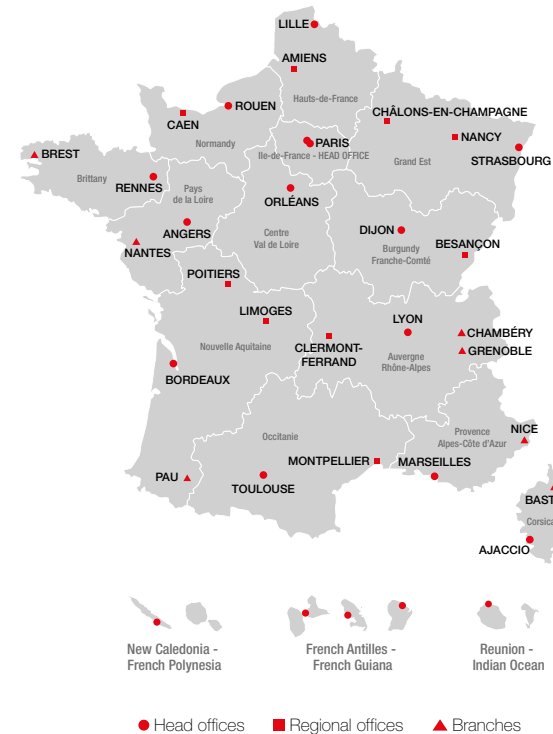 LILLE
AMIENS
Hauts-de-France
ROUEN
CAEN
Normandy
CHÂLONS-EN-CHAMPAGNE
NANCY
STRASBOURG
Grand Est
PARIS
Ile-de-France - HEAD OFFICE
BREST
Brittany
RENNES
Pays
de la Loire
ORLÉANS
ANGERS
NANTES
Centre
Val de Loire
DIJON
BESANÇON
Burgundy
Franche-Comté
POITIERS
LIMOGES
Nouvelle Aquitaine
CLERMONT-
FERRAND
LYON
Auvergne
Rhône-Alpes
CHAMBÉRY
GRENOBLE
BORDEAUX
Occitanie
Provence
Alpes-Côte d'Azur
NICE
MONTPELLIER
MARSEILLES
PAU
TOULOUSE
BAST
Corsica
AJACCIO
New Caledonia -
French Polynesia
French Antilles -
French Guiana
Reunion -
Indian Ocean
Head offices
Regional offices
Branches